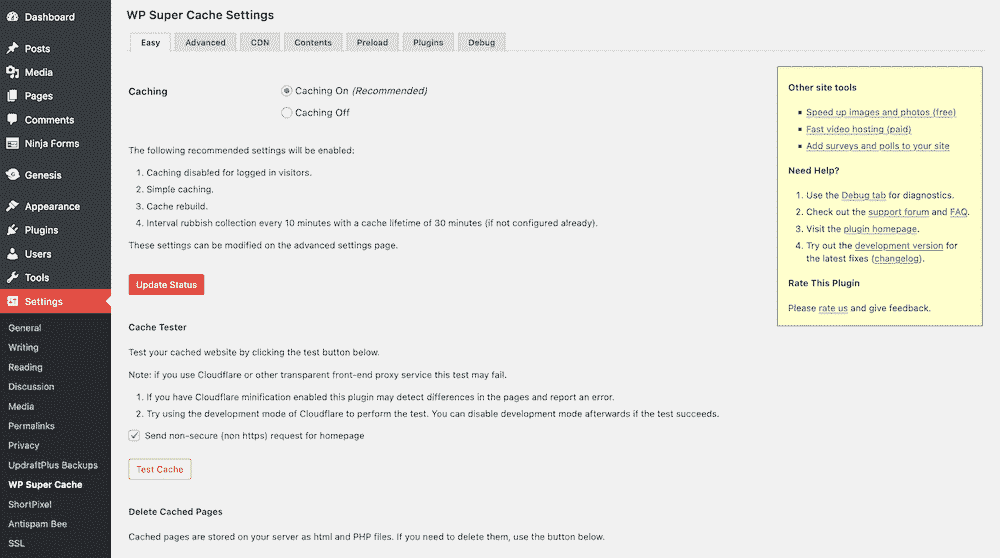 Dashboard
Posts
Media
Pages
Comments
Ninja Forms
Genesis
Appearance
Plugins
Users
Tools
Settings
General
Writing
Reading
Discussion
Media
Permalinks
Privacy
UpdraftPlus Backups
WP Super Cache
ShortPixel
Antispam Bee
SSL
WP Super Cache Settings
Easy
Advanced
CDN
Contents
Preload
Plugins
Debug
Caching
Caching On (Recommended)
Caching Off
The following recommended settings will be enabled:
1. Caching disabled for logged in visitors.
2. Simple caching.
3. Cache rebuild.
4. Interval rubbish collection every 10 minutes with a cache lifetime of 30 minutes (if not configured already).
These settings can be modified on the advanced settings page.
Update Status
Cache Tester
Test your cached website by clicking the test button below.
Note: if you use Cloudflare or other transparent front-end proxy service this test may fail.
1. If you have Cloudflare minification enabled this plugin may detect differences in the pages and report an error.
2. Try using the development mode of Cloudflare to perform the test. You can disable development mode afterwards if the test succeeds.
Send non-secure (non https) request for homepage
Test Cache
Delete Cached Pages
Cached pages are stored on your server as html and PHP files. If you need to delete them, use the button below.
Other site tools
Speed up images and photos (free)
Fast video hosting (paid)
Add surveys and polls to your site
Need Help?
1. Use the Debug tab for diagnostics.
2. Check out the support forum and FAQ.
3. Visit the plugin homepage.
4. Try out the development version for
the latest fixes (changelog).
Rate This Plugin
Please rate us and give feedback.